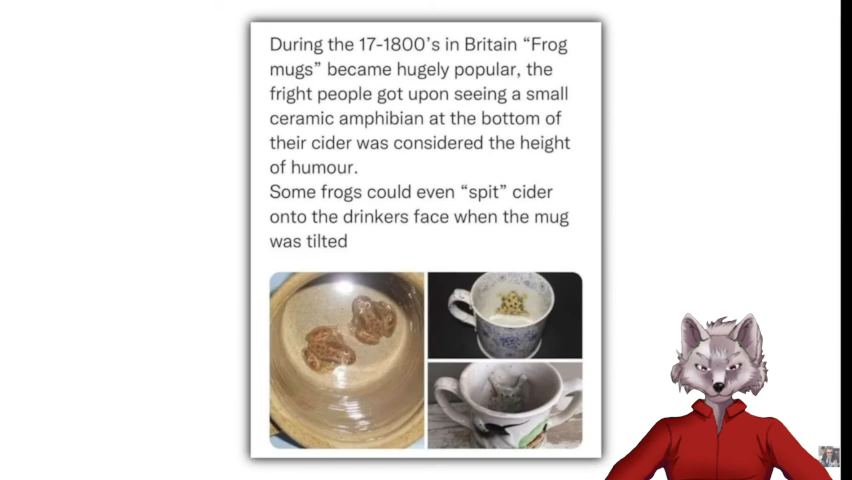 During the 17-1800's in Britain “Frog
mugs” became hugely popular, the
fright people got upon seeing a small
ceramic amphibian at the bottom of
their cider was considered the height
of humour.
Some frogs could even “spit” cider
onto the drinkers face when the mug
was tilted